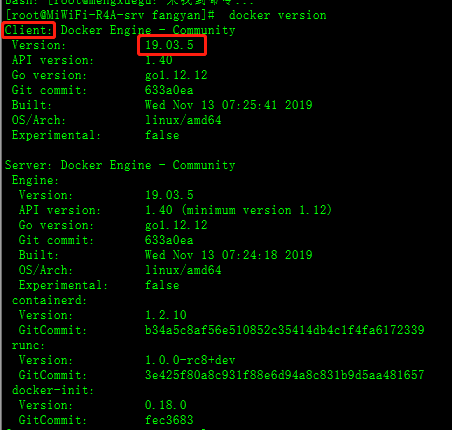 bash: [root@mengxuegu: 未找到命令...
[root@MiWiFi-R4A-srv fangyan]# docker version
Client: Docker Engine - Community
Version: 19.03.5
API version: 1.40
Go version: go1.12.12
Git commit: 633a0ea
Built: Wed Nov 13 07:25:41 2019
OS/Arch: linux/amd64
Experimental: false
Server: Docker Engine - Community
Engine:
Version: 19.03.5
API version: 1.40 (minimum version 1.12)
Go version: go1.12.12
Git commit: 633a0ea
Built: Wed Nov 13 07:24:18 2019
OS/Arch: linux/amd64
Experimental: false
containerd:
Version: 1.2.10
GitCommit: b34a5c8af56e510852c35414db4c1f4fa6172339
runc:
Version: 1.0.0-rc8+dev
GitCommit: 3e425f80a8c931f88e6d94a8c831b9d5aa481657
docker-init:
Version: 0.18.0
GitCommit: fec3683